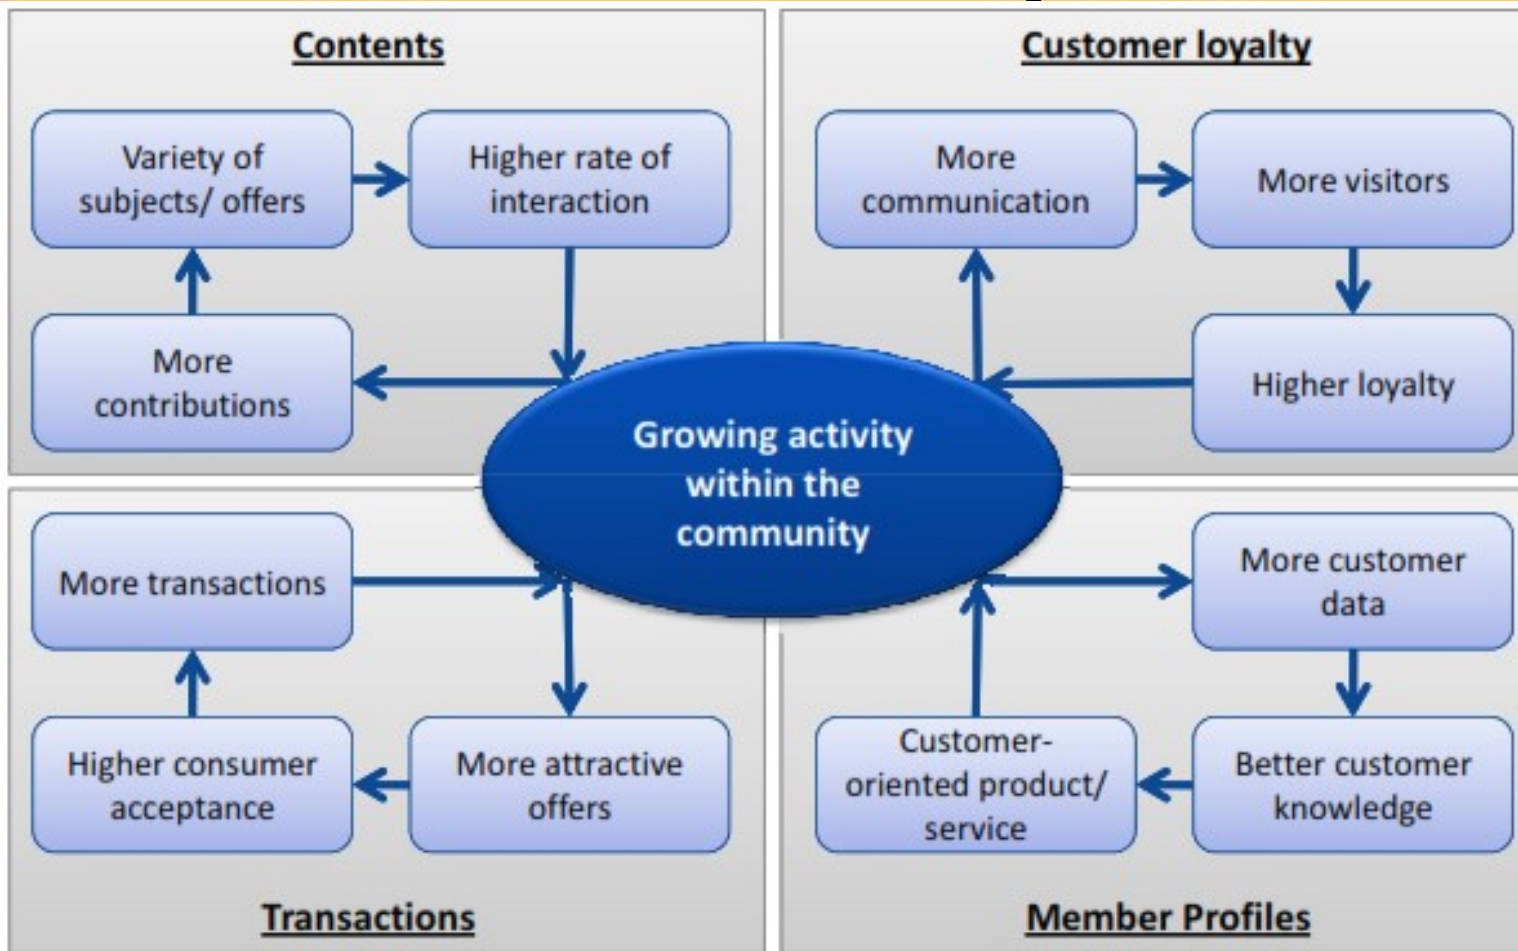 Contents
Variety of
subjects/ offers
Higher rate of
interaction
More
contributions
Customer loyalty
More
communication
More visitors
Higher loyalty
Growing activity
within the
community
More transactions
Higher consumer
acceptance
More attractive
offers
Transactions
More customer
data
Customer-
oriented product/
service
Better customer
knowledge
Member Profiles